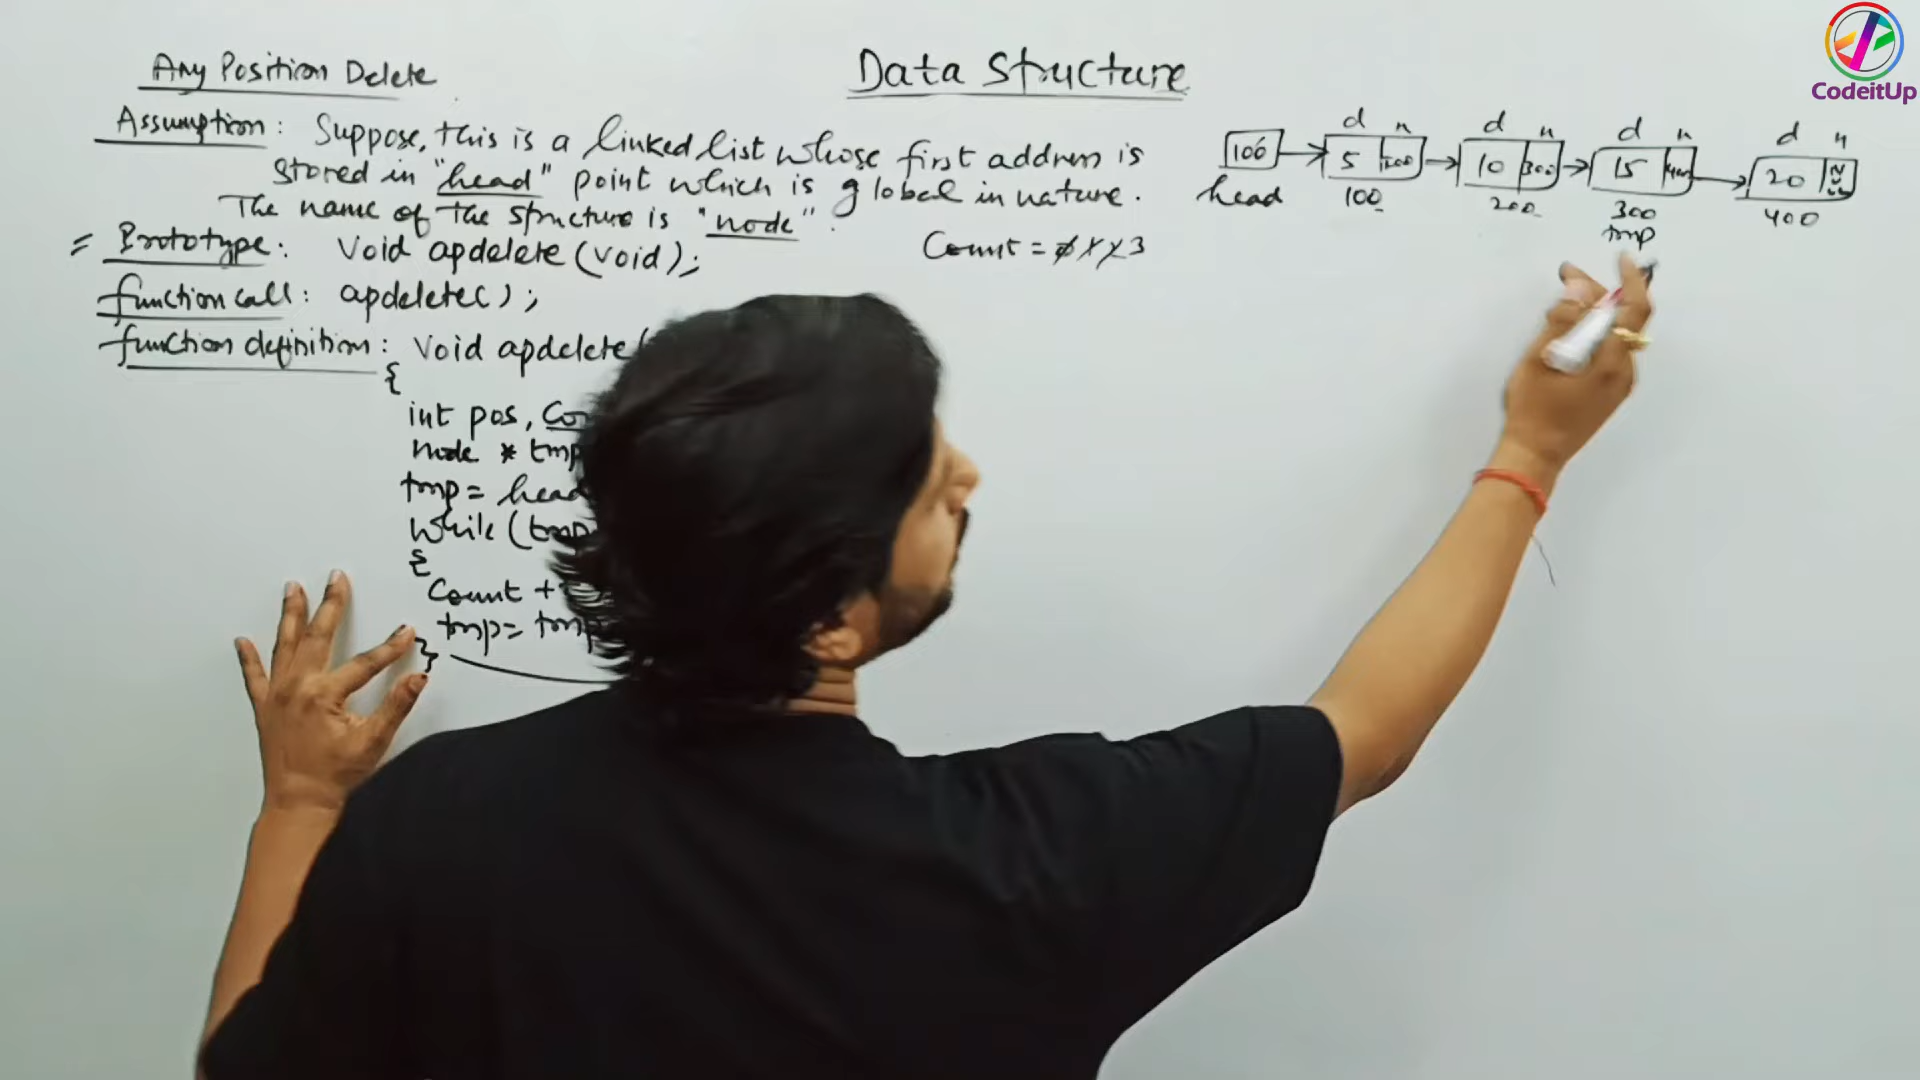 Any Position Delete
Data Structure
CodeitUp
Assumption: Suppose, this is a linked list whose first address is
stored in "head" point which is global in nature.
The name of the structure is "node".
= Prototype: Void apdelete(void);
function call: apdelete();
function definition: Void apdelete(
{
int pos, Co
node * tmp
tmp = head
while (tmp
{
Count +
tmp = tmp
}
Count = 0 1 2 3
d n d n d n d n
100 5 200 10 300 15 400 20
head 100 200 300 400
tmp